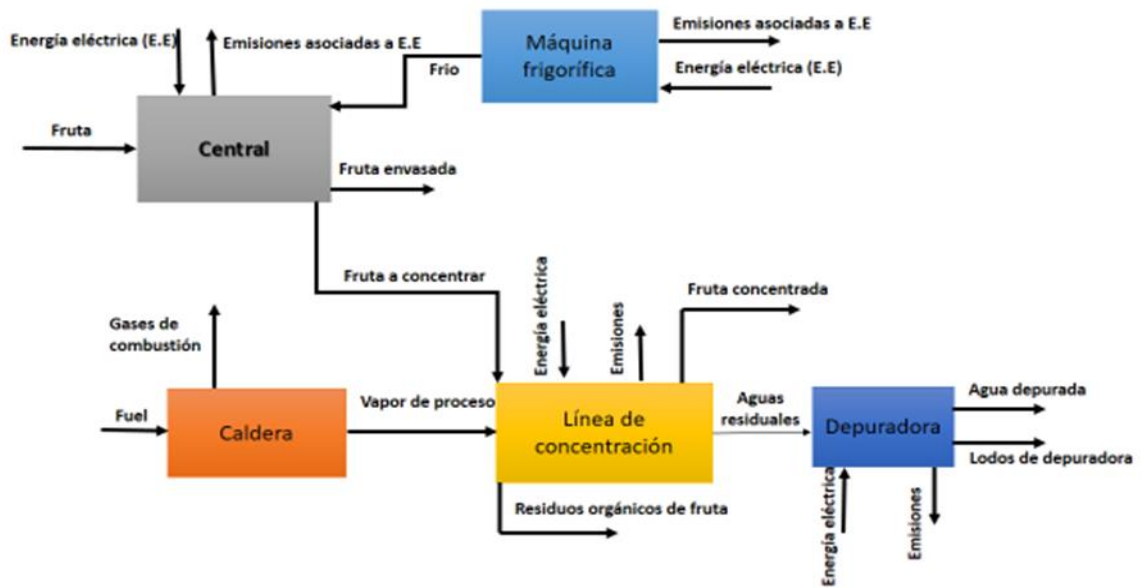 Energía eléctrica (E.E)
Emisiones asociadas a E.E
Frio
Máquina
frigorífica
Emisiones asociadas a E.E
Energía eléctrica (E.E)
Fruta
Central
Fruta envasada
Fruta a concentrar
Energía eléctrica
Emisiones
Fruta concentrada
Gases de
combustión
Fuel
Caldera
Vapor de proceso
Línea de
concentración
Aguas
residuales
Depuradora
Agua depurada
Lodos de depuradora
Residuos orgánicos de fruta
Energía eléctrica
Emisiones